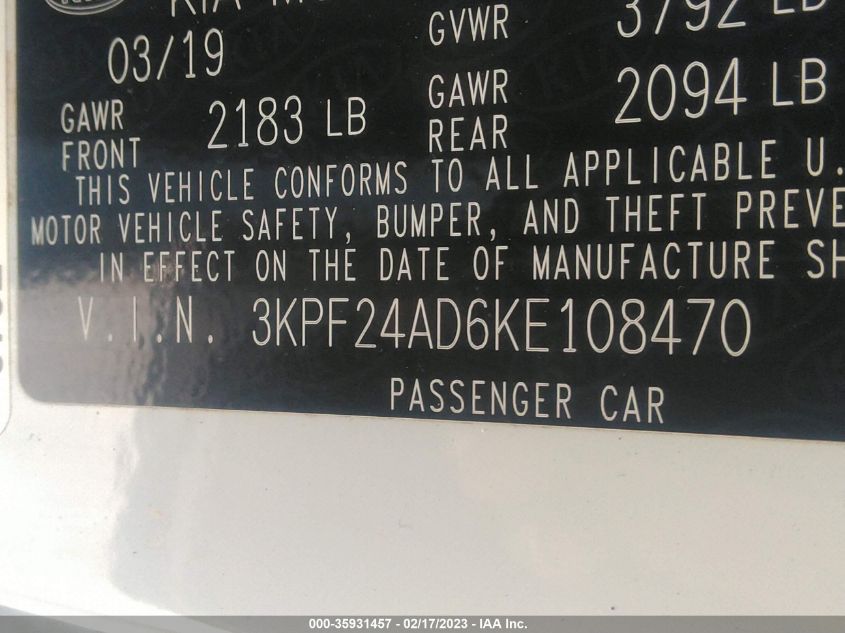 KIA
GVWR 3792 LB
03/19
GAWR FRONT 2183 LB
GAWR REAR 2094 LB
THIS VEHICLE CONFORMS TO ALL APPLICABLE U.
MOTOR VEHICLE SAFETY, BUMPER, AND THEFT PREVE
IN EFFECT ON THE DATE OF MANUFACTURE SH
V.I.N. 3KPF24AD6KE108470
PASSENGER CAR
000-35931457 - 02/17/2023 - IAA Inc.